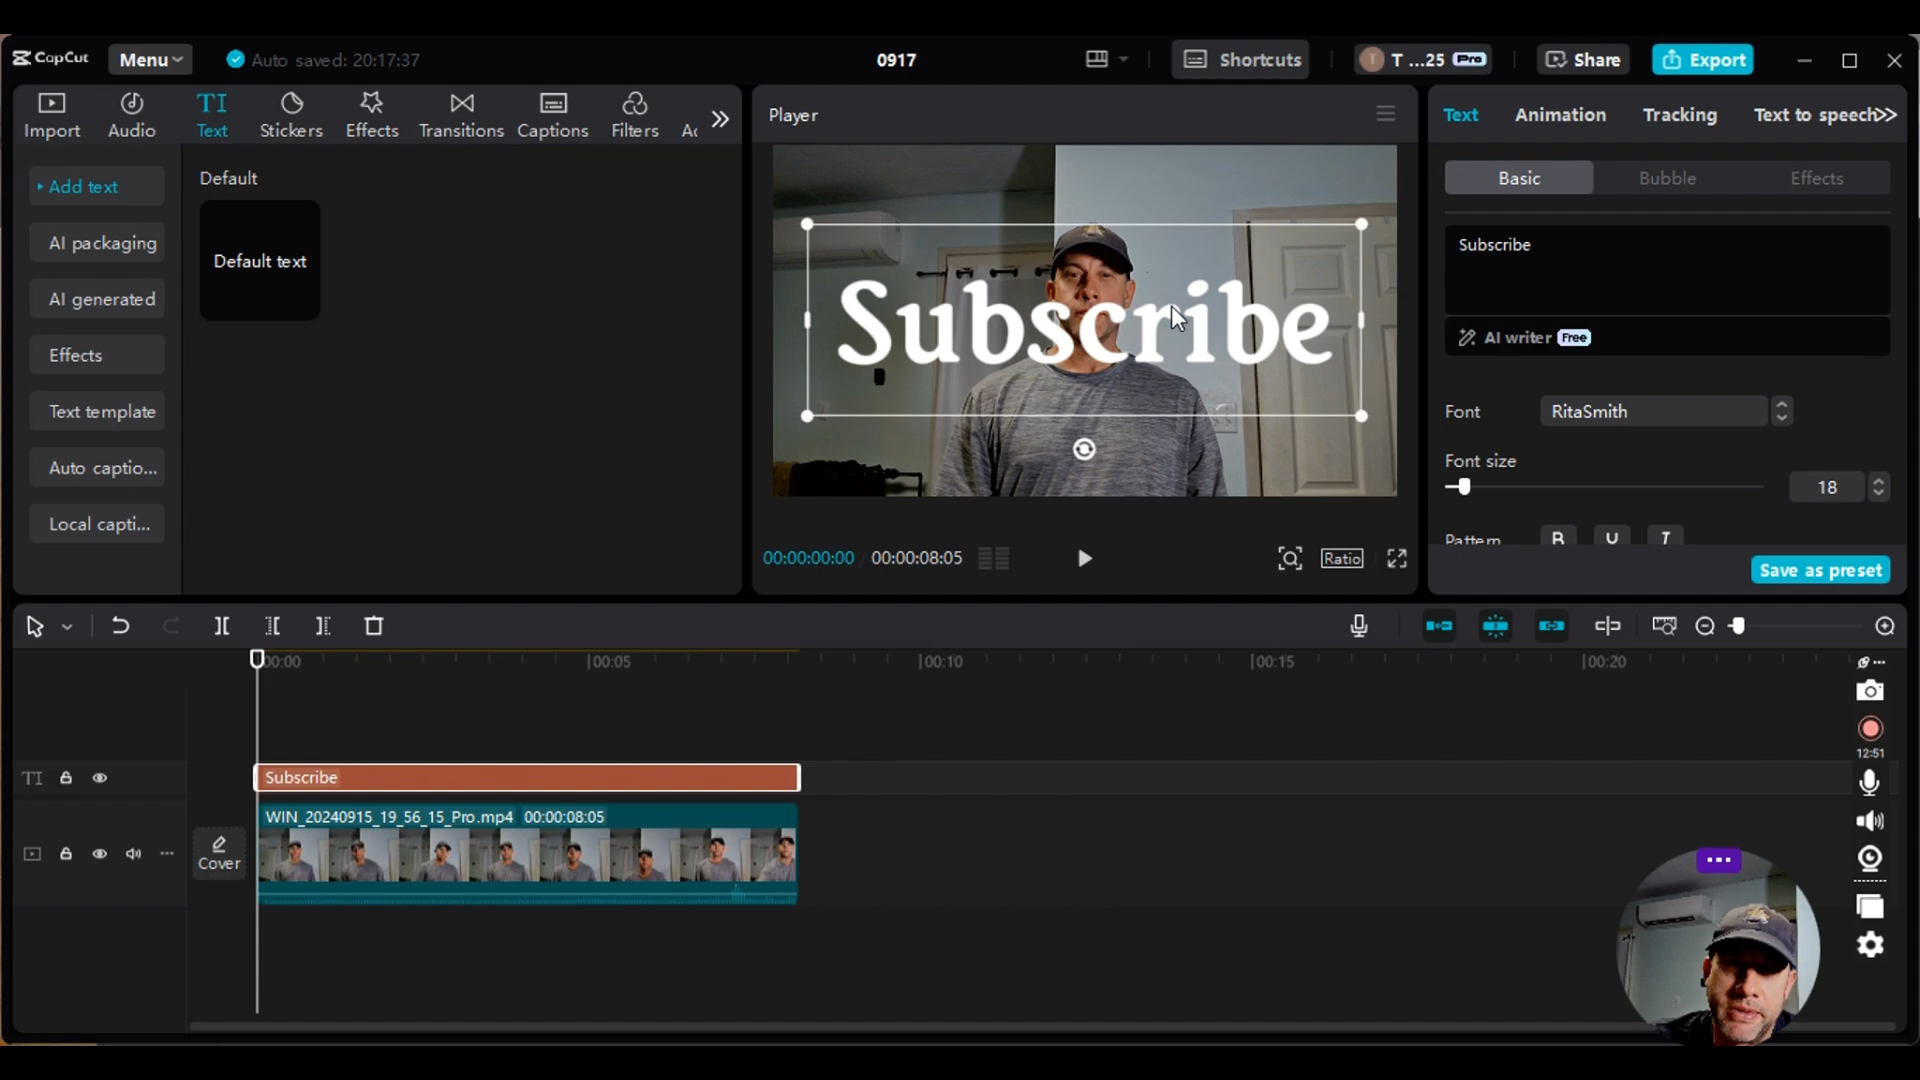 CapCut Menu Auto saved: 20:17:37 0917 Shortcuts T ...25 Pro Share Export
Import Audio TI Text Stickers Effects Transitions Captions Filters
Add text
AI packaging
AI generated
Effects
Text template
Auto captio...
Local capti...
Default
Default text
Player
Subscribe
00:00:00:00 / 00:00:08:05 Ratio
Text Animation Tracking Text to speech
Basic Bubble Effects
Subscribe
AI writer Free
Font RitaSmith
Font size
18
Pattern B U I
Save as preset
00:00 00:05 00:10 00:15 00:20
TI Subscribe
WIN_20240915_19_56_15_Pro.mp4 00:00:08:05
Cover
12:51